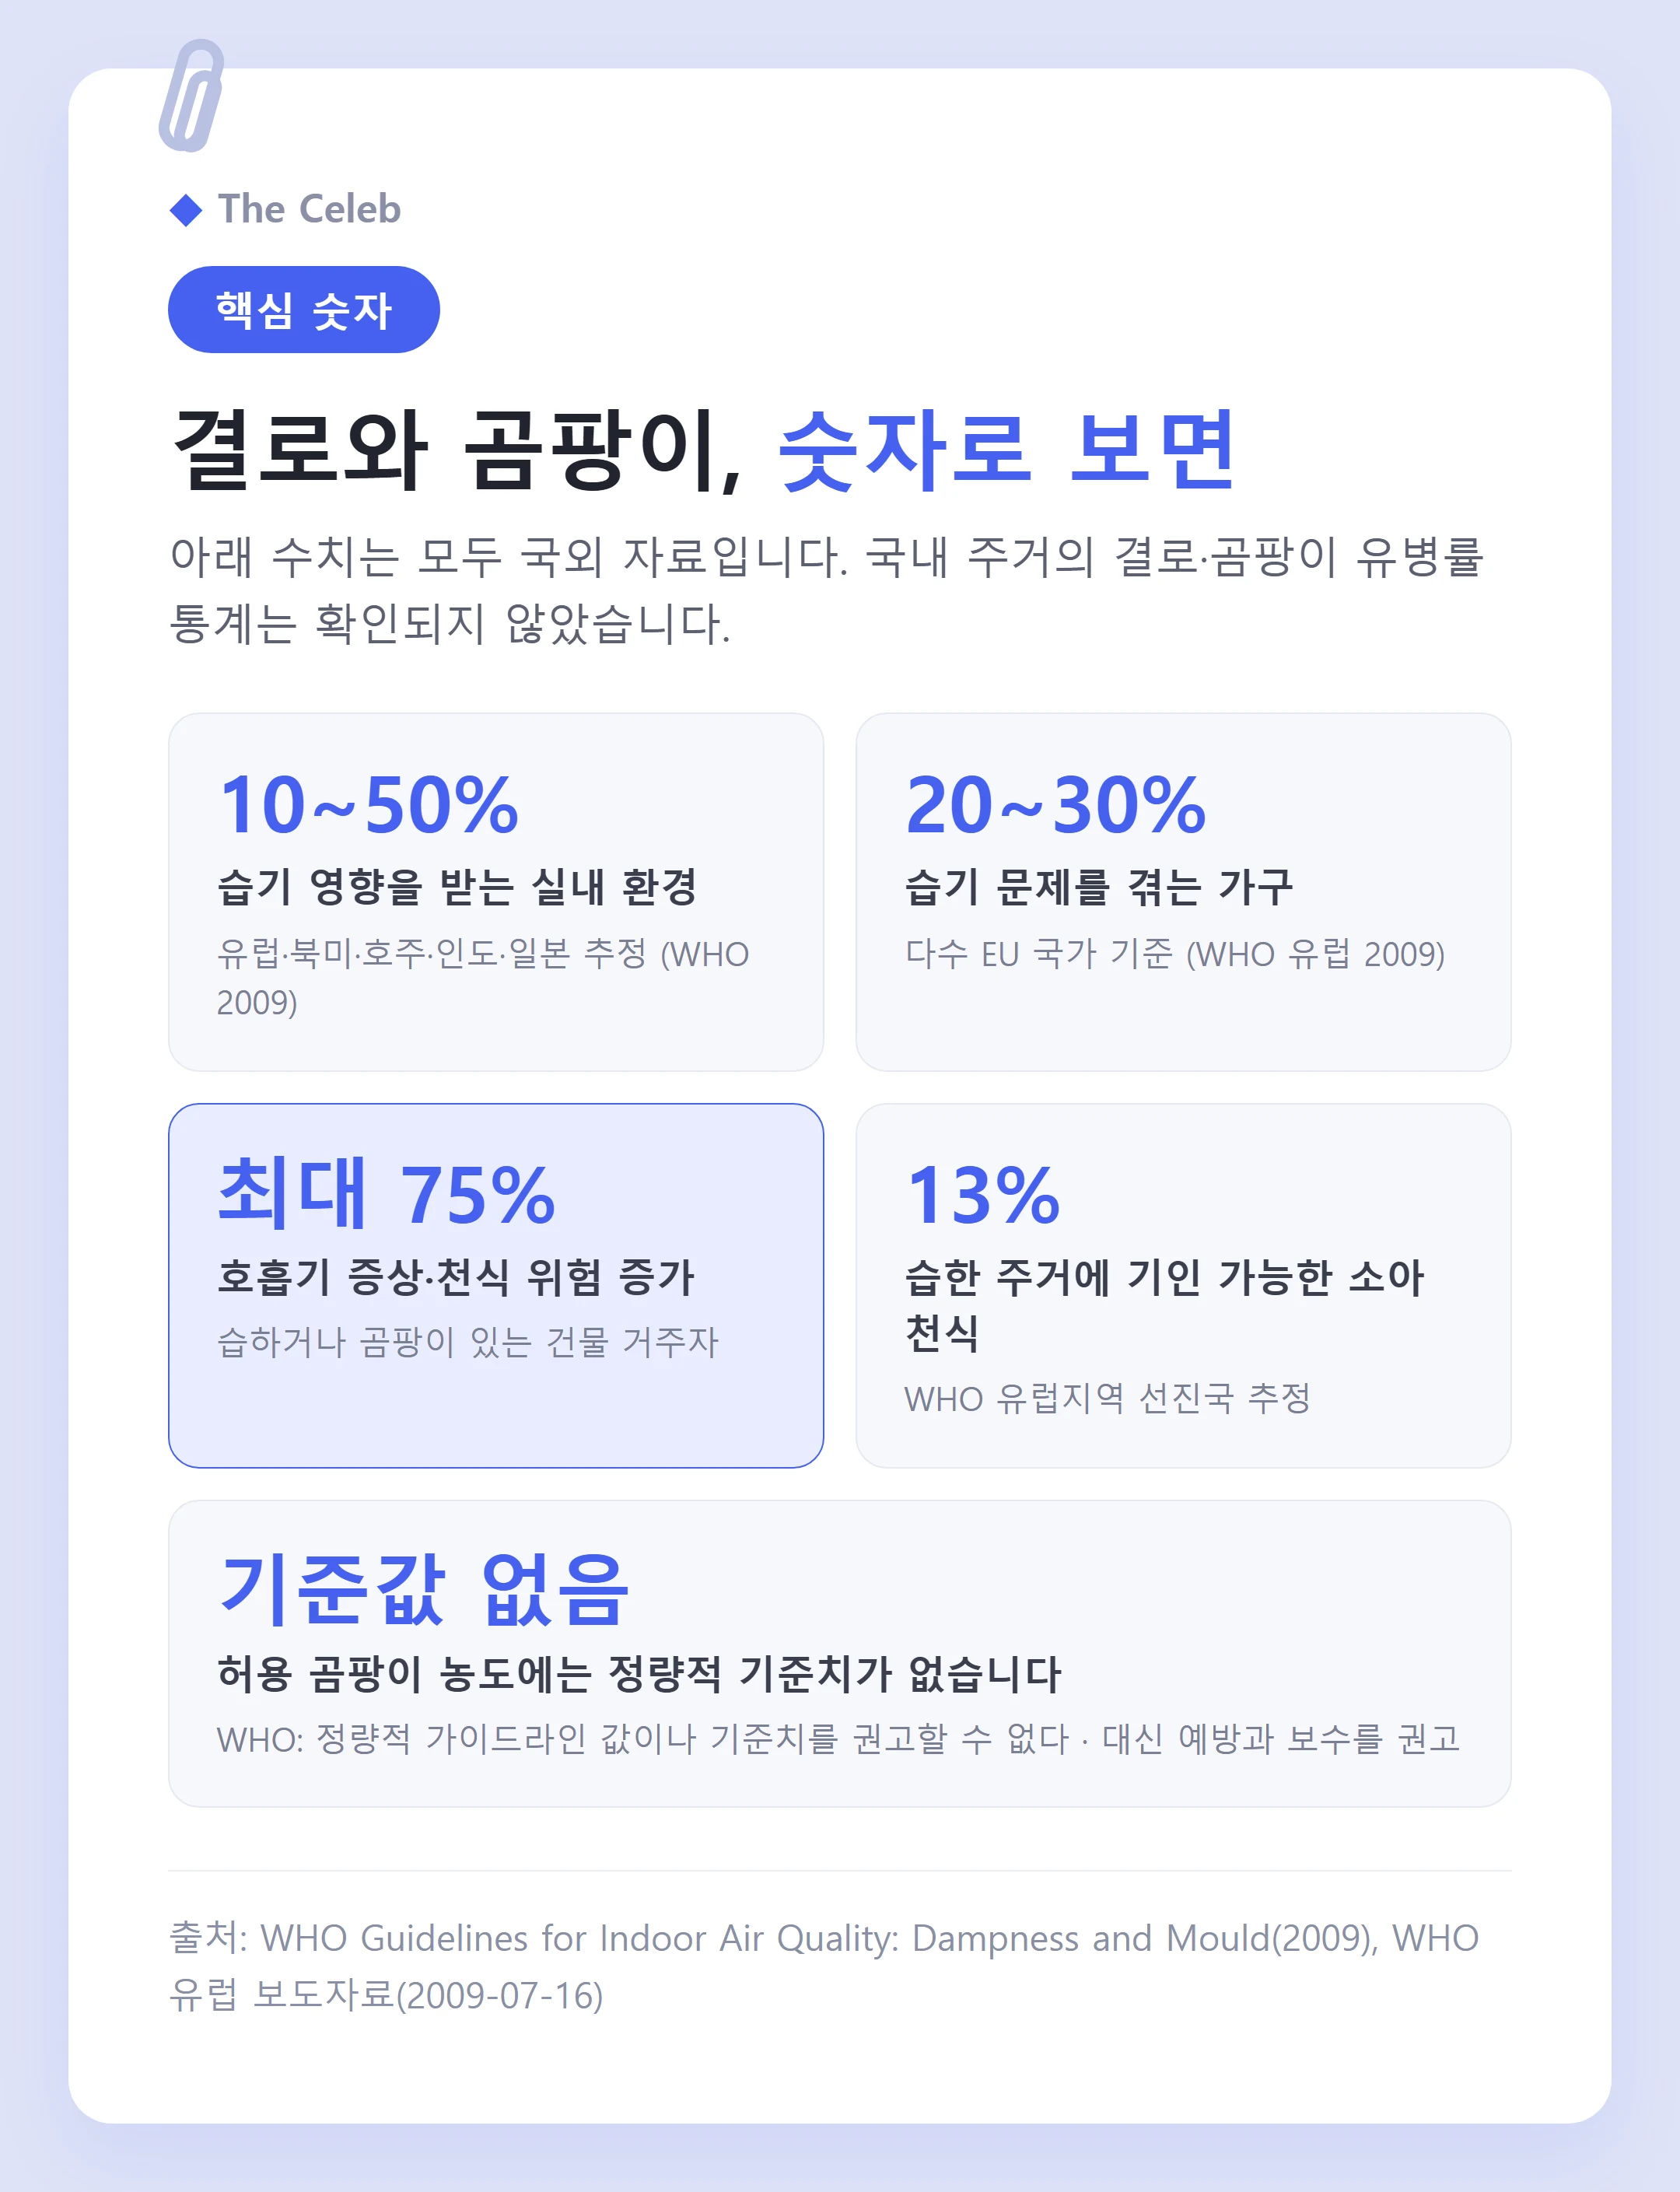 The Celeb
핵심 숫자
결로와 곰팡이, 숫자로 보면
아래 수치는 모두 국외 자료입니다. 국내 주거의 결로·곰팡이 유병률
통계는 확인되지 않았습니다.
10~50%
습기 영향을 받는 실내 환경
유럽·북미·호주·인도·일본 추정 (WHO
2009)
20~30%
습기 문제를 겪는 가구
다수 EU 국가 기준 (WHO 유럽 2009)
최대 75%
호흡기 증상·천식 위험 증가
습하거나 곰팡이 있는 건물 거주자
13%
습한 주거에 기인 가능한 소아
천식
WHO 유럽지역 선진국 추정
기준값 없음
허용 곰팡이 농도에는 정량적 기준치가 없습니다
WHO: 정량적 가이드라인 값이나 기준치를 권고할 수 없다 · 대신 예방과 보수를 권고
출처: WHO Guidelines for Indoor Air Quality: Dampness and Mould(2009), WHO
유럽 보도자료(2009-07-16)